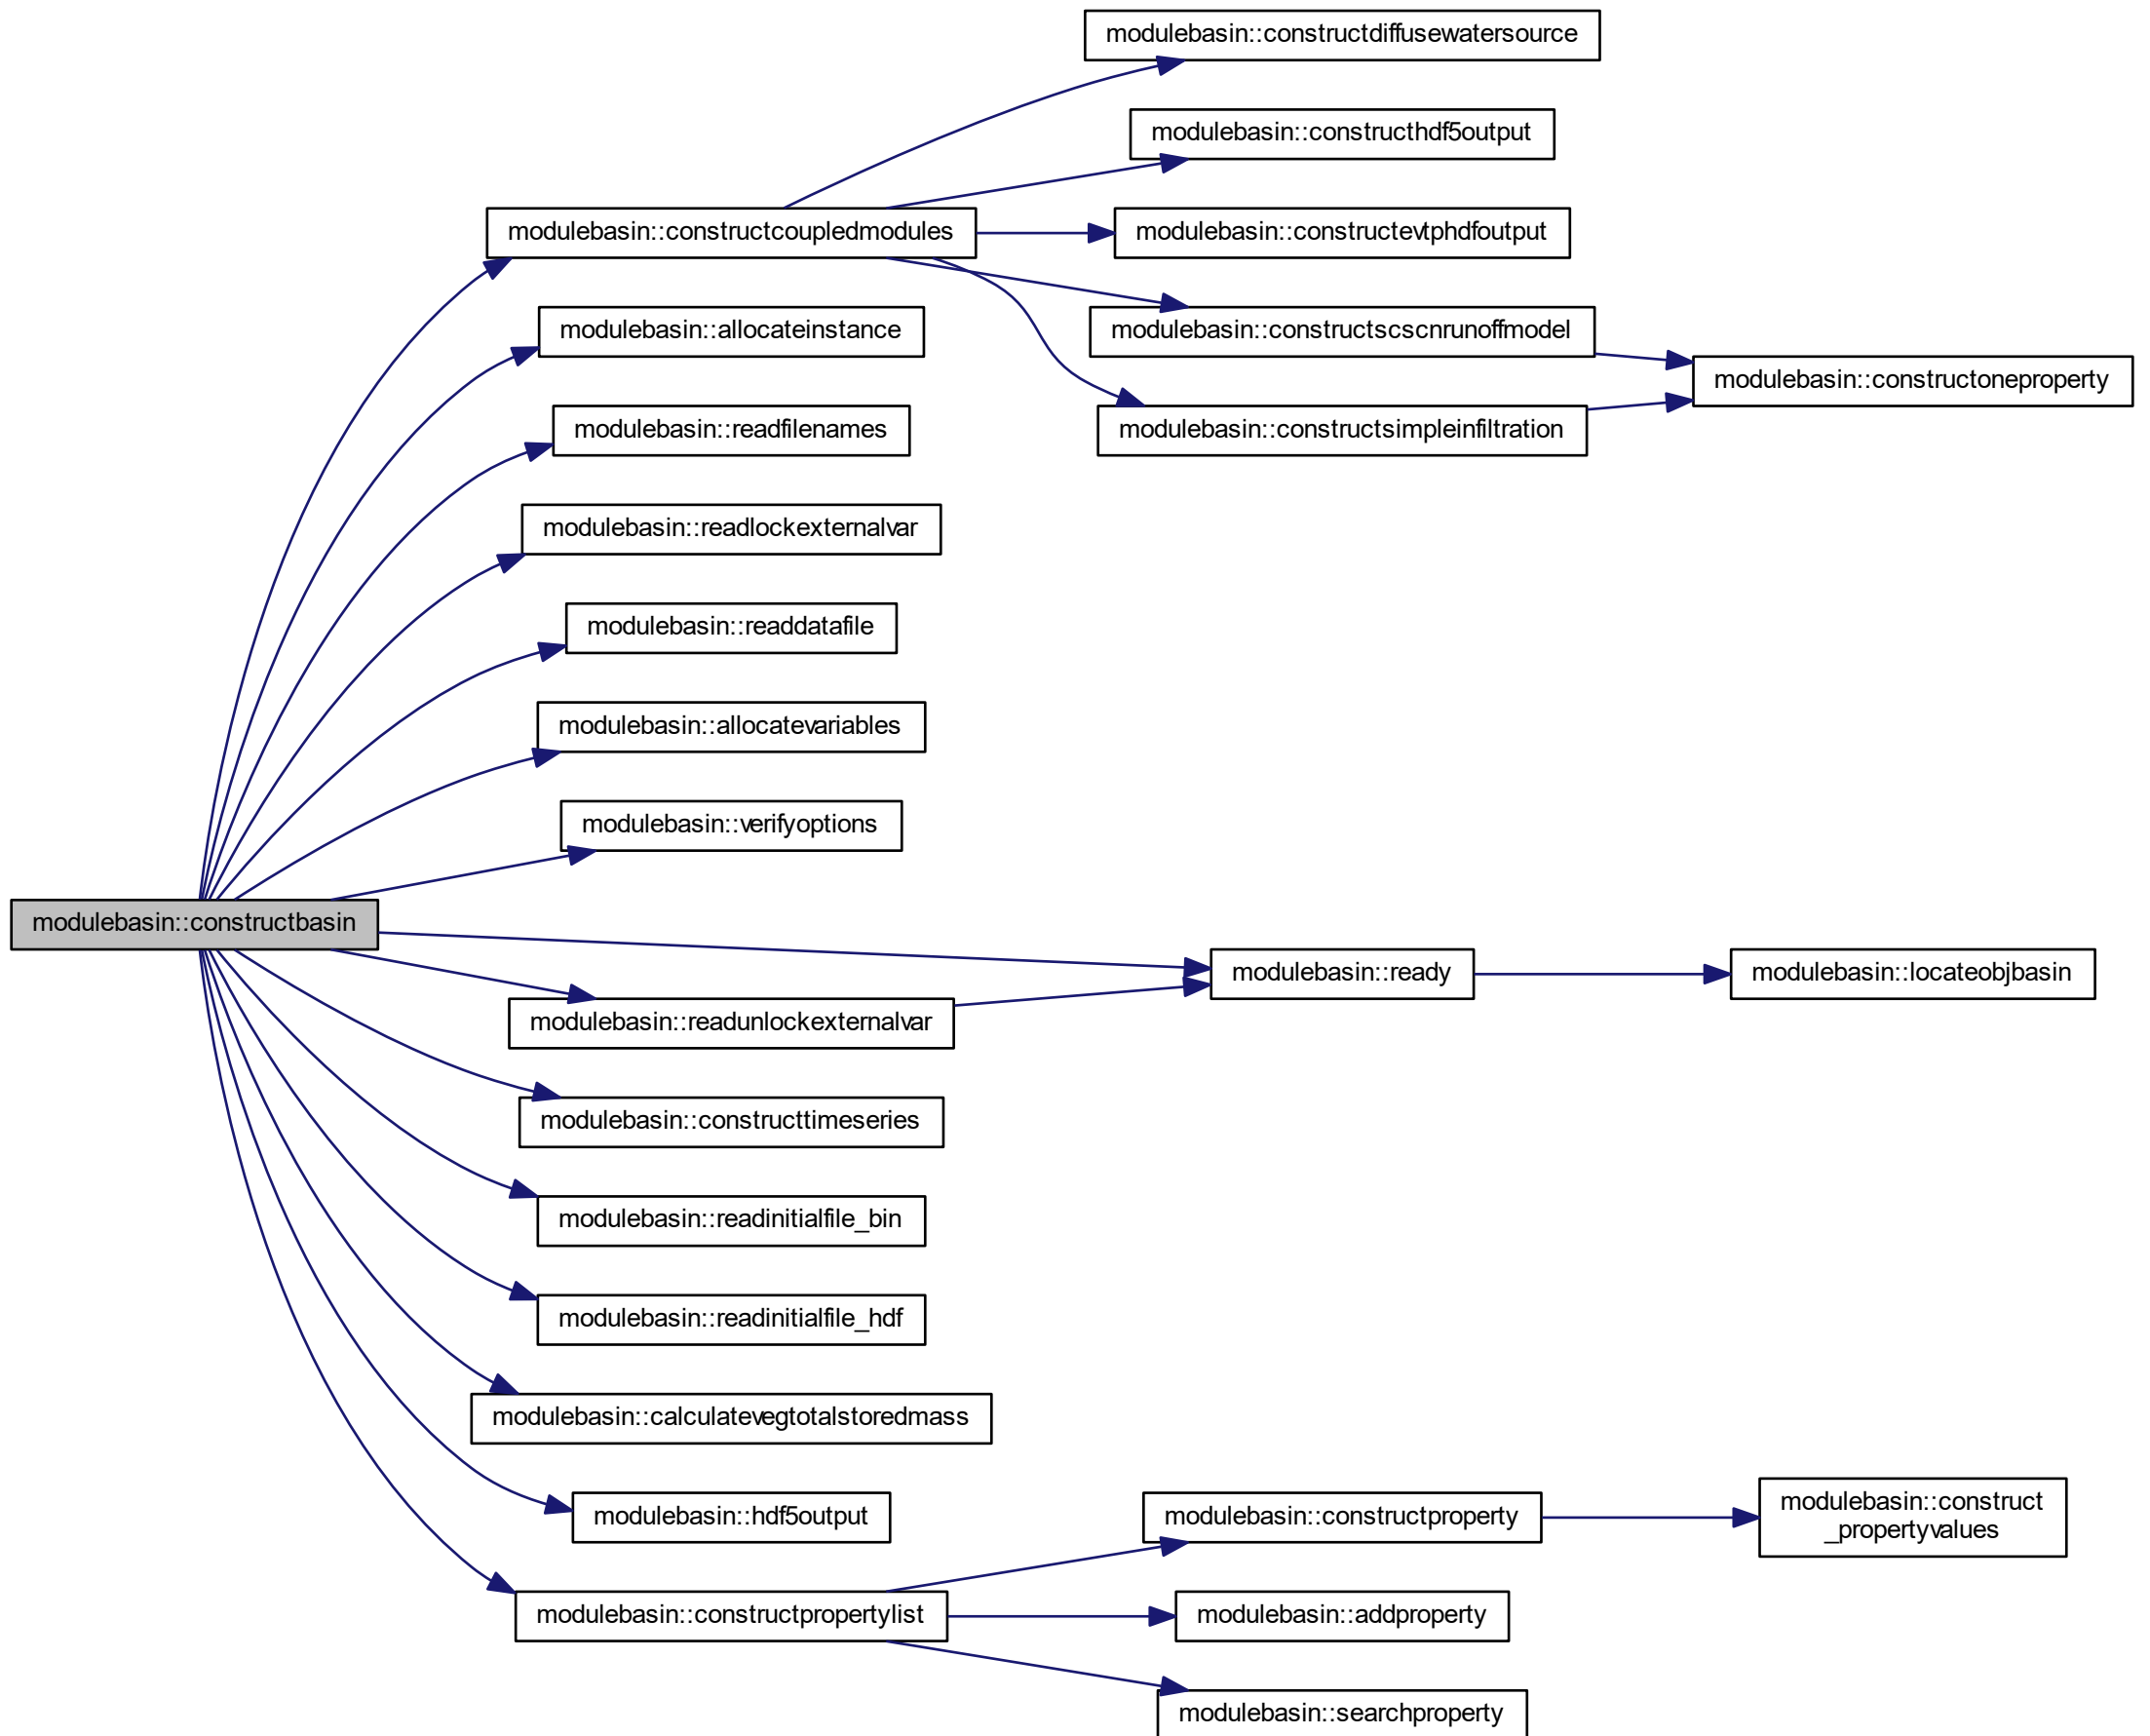 modulebasin::constructdiffusewatersource
modulebasin::constructhdf5output
modulebasin::constructcoupledmodules
modulebasin::constructevtphdfoutput
modulebasin::allocateinstance
modulebasin::constructscscnrunoffmodel
modulebasin::constructoneproperty
modulebasin::readfilenames
modulebasin::constructsimpleinfiltration
modulebasin::readlockexternalvar
modulebasin::readdatafile
modulebasin::allocatevariables
modulebasin::verifyoptions
modulebasin::constructbasin
modulebasin::ready
modulebasin::locateobjbasin
modulebasin::readunlockexternalvar
modulebasin::constructtimeseries
modulebasin::readinitialfile_bin
modulebasin::readinitialfile_hdf
modulebasin::calculatevegtotalstoredmass
modulebasin::hdf5output
modulebasin::constructproperty
modulebasin::construct
_propertyvalues
modulebasin::constructpropertylist
modulebasin::addproperty
modulebasin::searchproperty